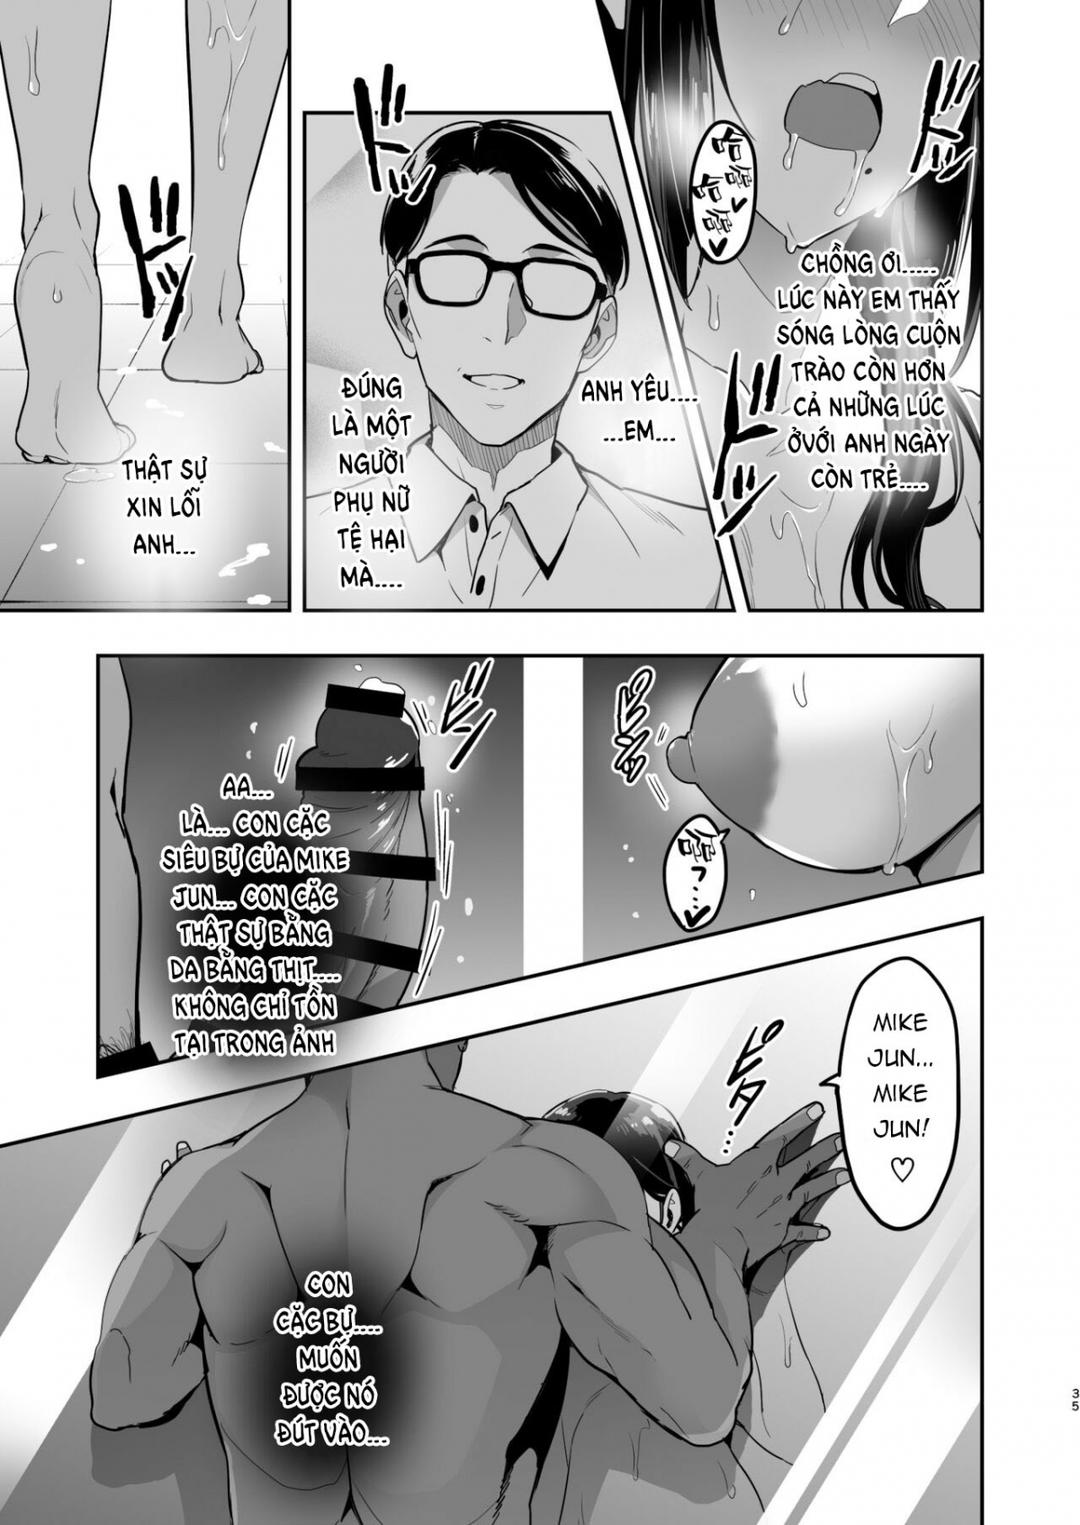 CHỒNG ƠI.....
LÚC NÀY EM THẤY
SÓNG LÒNG CUỘN
TRÀO CÒN HƠN
CẢ NHỮNG LÚC
ỞVỚI ANH NGÀY
CÒN TRẺ....
ANH YÊU....
...EM...
ĐÚNG
LÀ MỘT
NGƯỜI
PHỤ NỮ
TỆ HẠI
MÀ....
THẬT SỰ
XIN LỖI
ANH...
AA...
LÀ... CON CẶC
SIÊU BỰ CỦA MIKE
JUN... CON CẶC
THẬT SỰ BẰNG
DA BẰNG THỊT....
KHÔNG CHỈ TỒN
TẠI TRONG ẢNH
MIKE
JUN...
MIKE
JUN!
♡
ピタ...
CON
CẶC BỰ....
MUỐN
ĐƯỢC NÓ
ĐÚT VÀO...
35